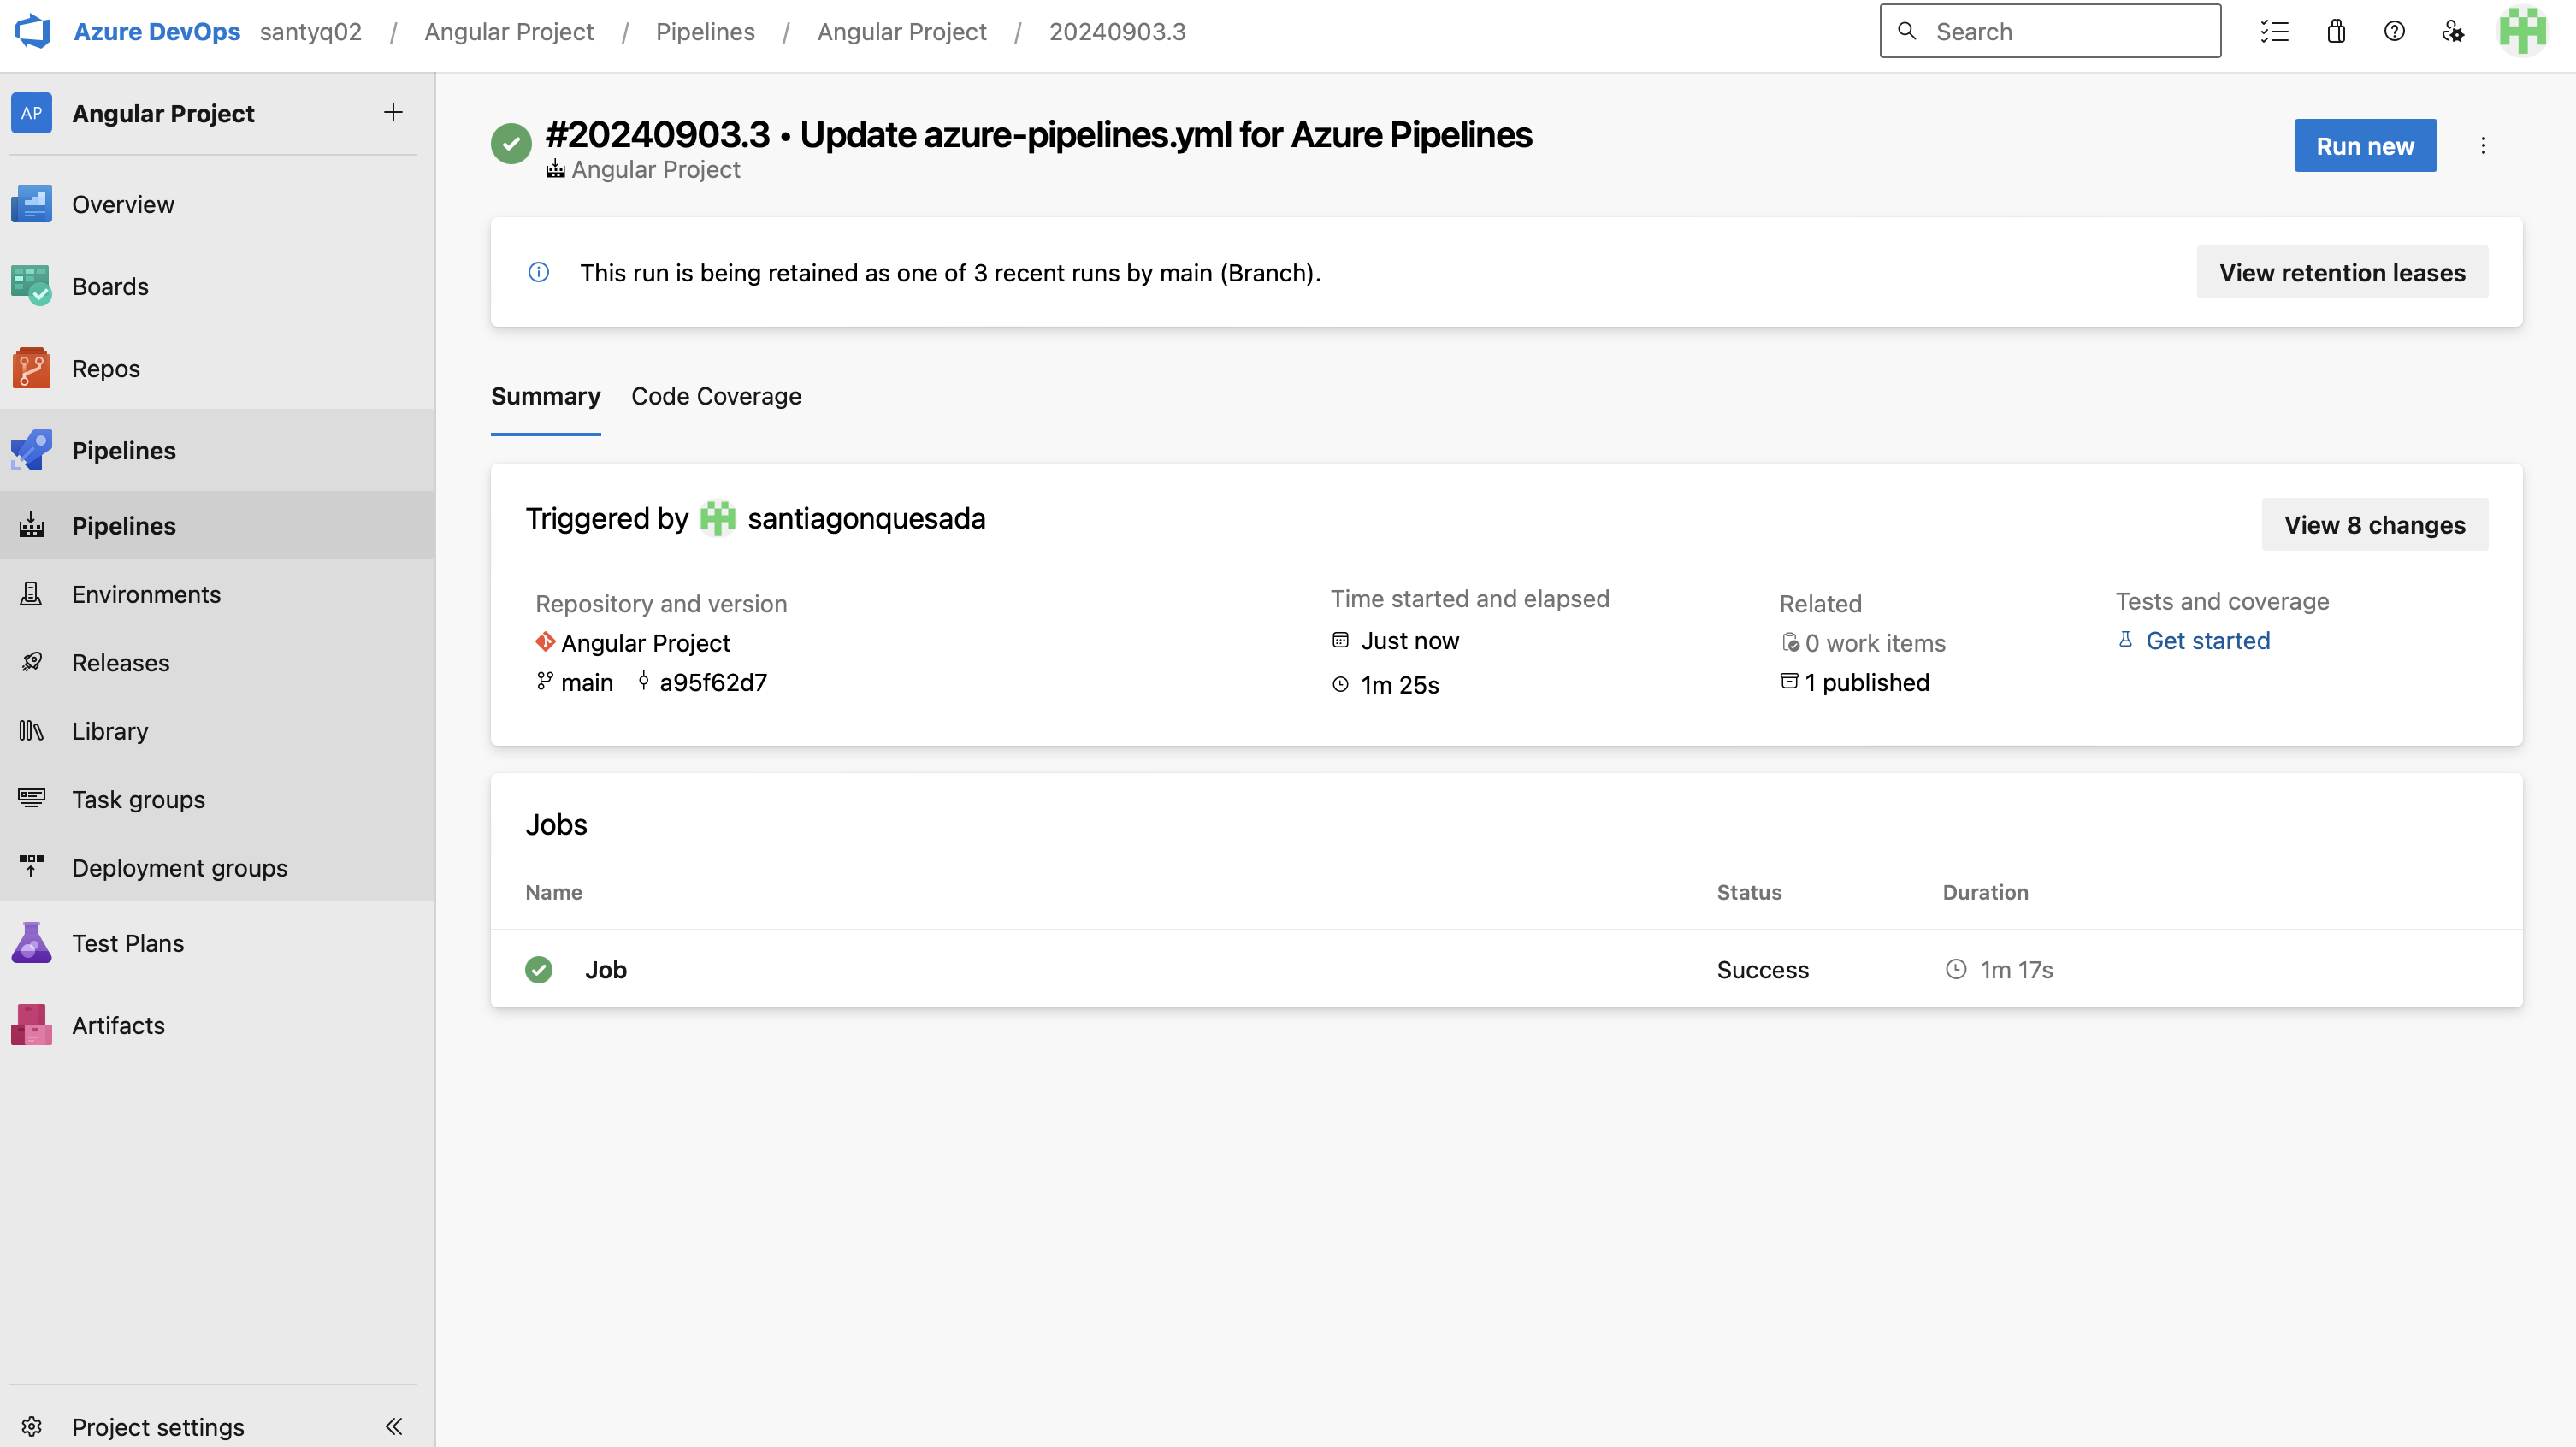 Azure DevOps santyq02 / Angular Project / Pipelines / Angular Project / 20240903.3
Search
AP Angular Project
Overview
Boards
Repos
Pipelines
Pipelines
Environments
Releases
Library
Task groups
Deployment groups
Test Plans
Artifacts
Project settings
#20240903.3 • Update azure-pipelines.yml for Azure Pipelines
Angular Project
Run new
This run is being retained as one of 3 recent runs by main (Branch).
View retention leases
Summary Code Coverage
Triggered by santiagonquesada
View 8 changes
Repository and version
Angular Project
main a95f62d7
Time started and elapsed
Just now
1m 25s
Related
0 work items
1 published
Tests and coverage
Get started
Jobs
Name Status Duration
Job Success 1m 17s